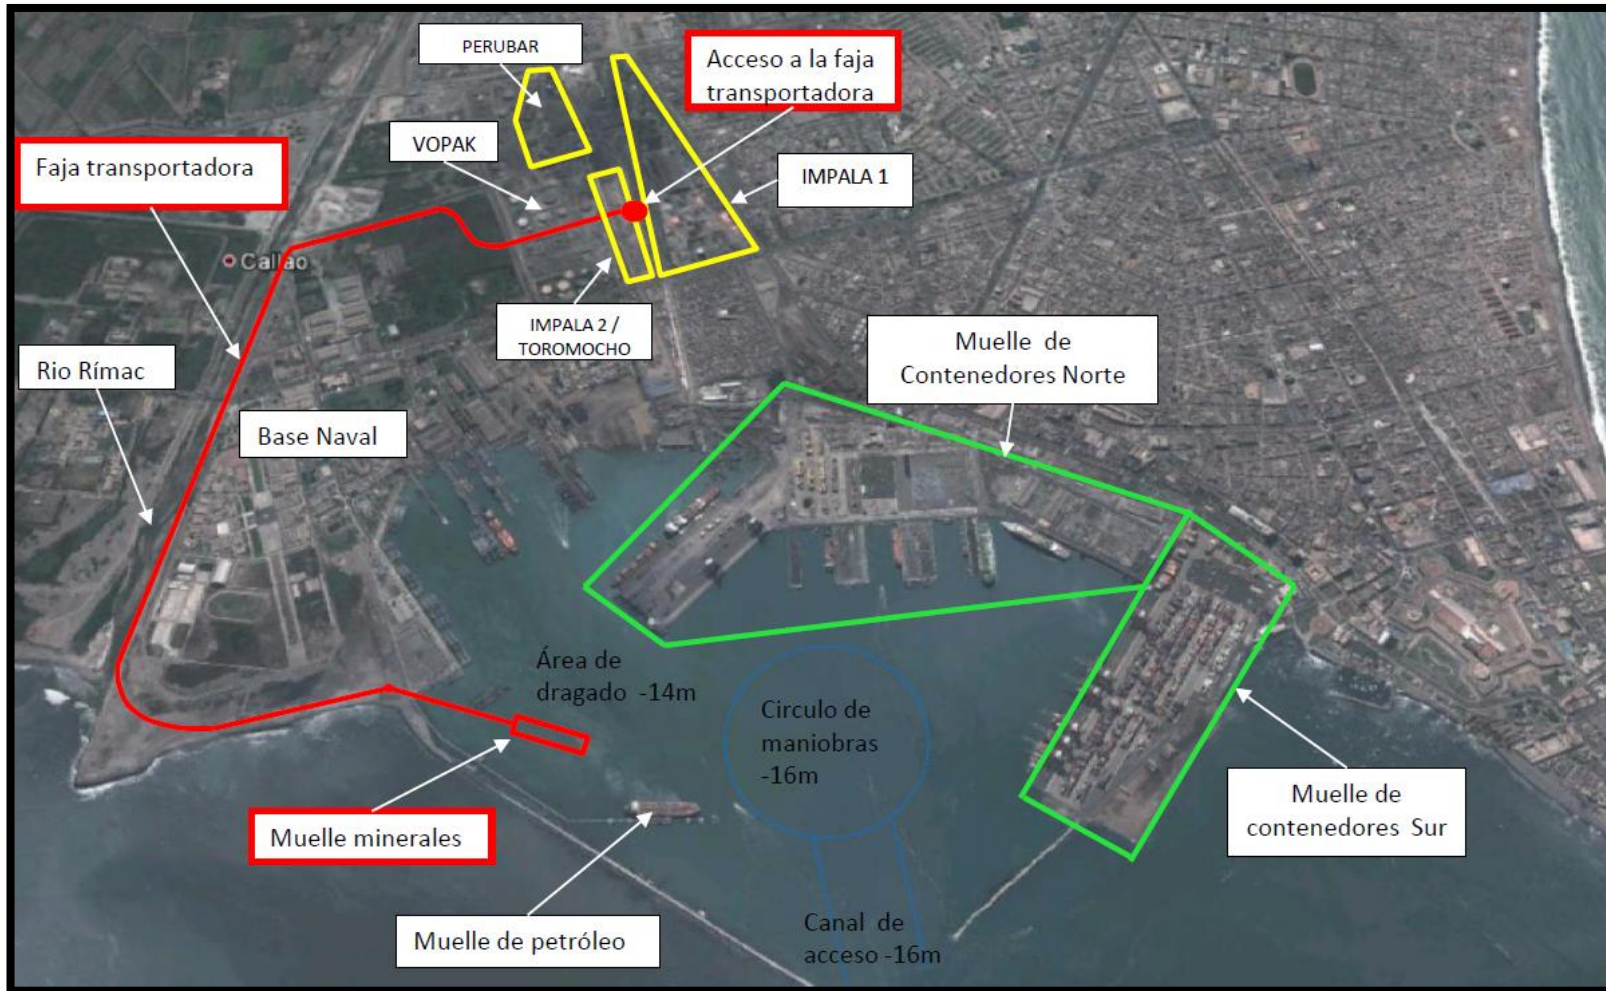 PERUBAR
Acceso a la faja
transportadora
VOPAK
Faja transportadora
IMPALA 1
Callao
IMPALA 2 /
TOROMOCHO
Muelle de
Contenedores Norte
Rio Rímac
Base Naval
Área de
dragado -14m
Circulo de
maniobras
-16m
Muelle de
contenedores Sur
Muelle minerales
Muelle de petróleo
Canal de
acceso -16m